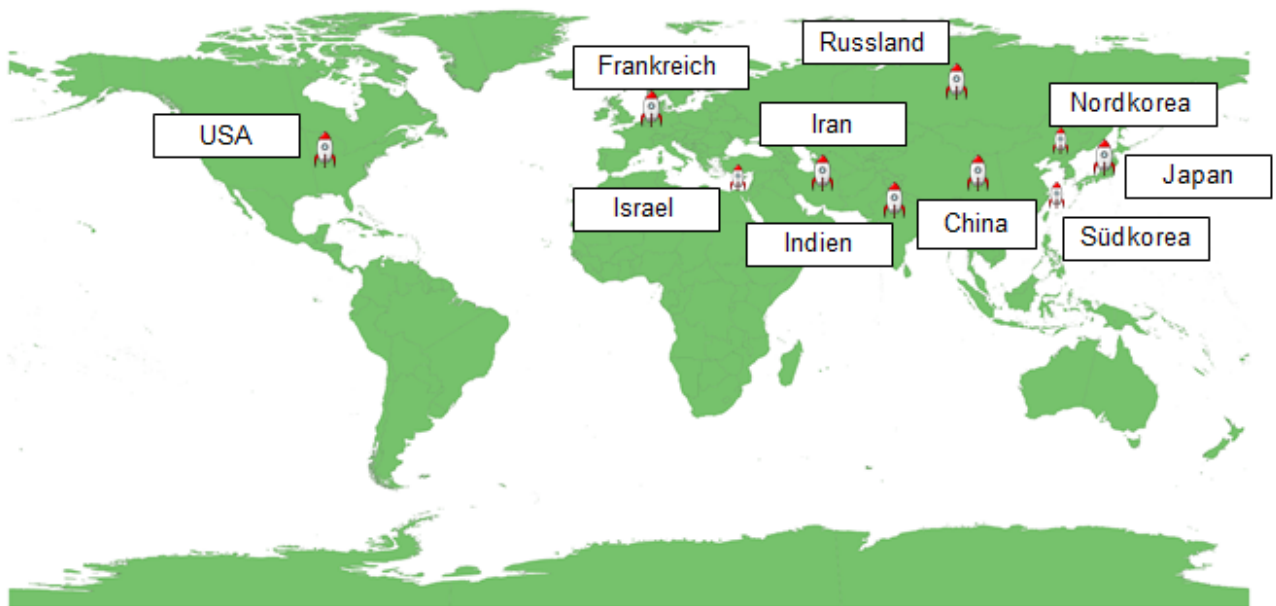 Russland
Frankreich
Nordkorea
USA
Iran
Japan
Israel
China
Indien
Südkorea